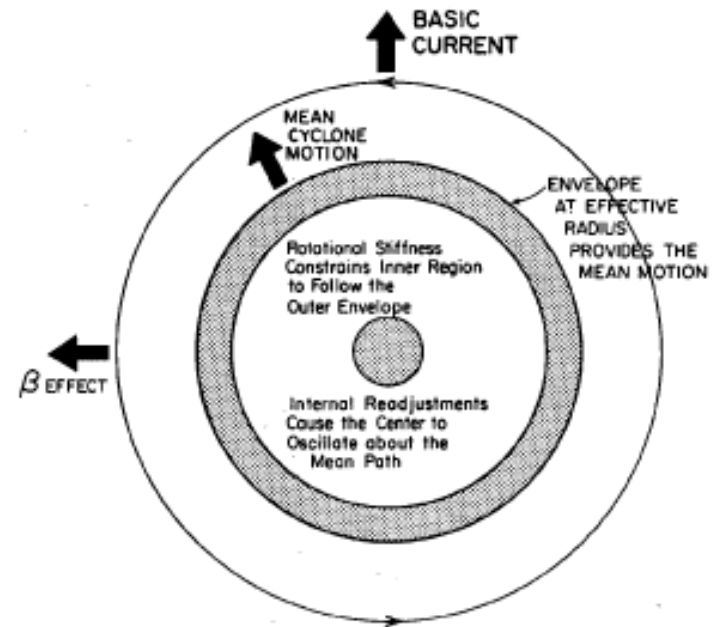 BASIC
CURRENT
MEAN
CYCLONE
MOTION
ENVELOPE
AT EFFECTIVE
RADIUS
PROVIDES THE
MEAN MOTION
Rotational Stiffness
Constrains Inner Region
to Follow the
Outer Envelope
β EFFECT
Internal Readjustments
Cause the Center to
Oscillate about the
Mean Path